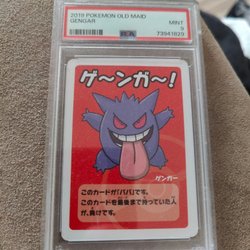 2019 POKEMON OLD MAID
GENGAR
MINT
9
PSA
73941829
ゲ〜ンガ〜!
ゲンガー
このカードが「ババ」です。
このカードを最後まで持っていた人
が、負けです。